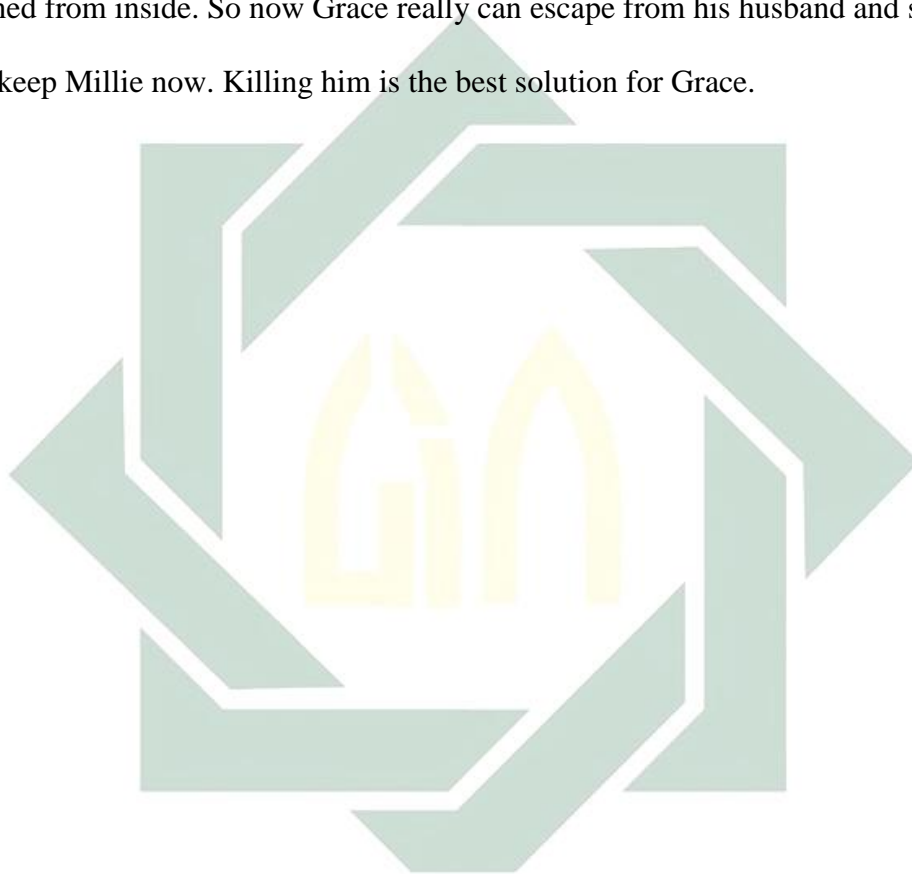 ned from inside. So now Grace really can escape from his husband and s
keep Millie now. Killing him is the best solution for Grace.